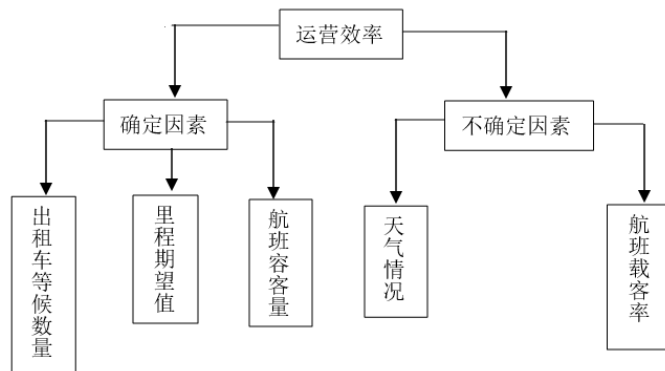 运营效率
确定因素
不确定因素
出租车等候数量
里程期望值
航班容客量
天气情况
航班载客率